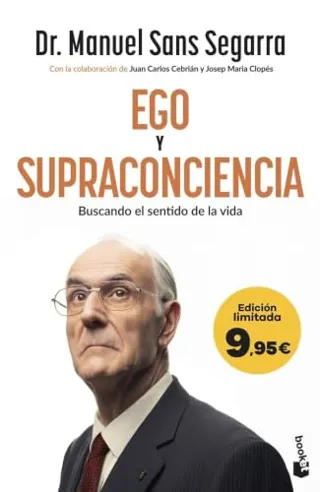 Dr. Manuel Sans Segarra
Con la colaboración de Juan Carlos Cebrián y Josep Maria Clopés
EGO
Y
SUPRACONCIENCIA
Buscando el sentido de la vida
Edición
limitada
9,95€
booket